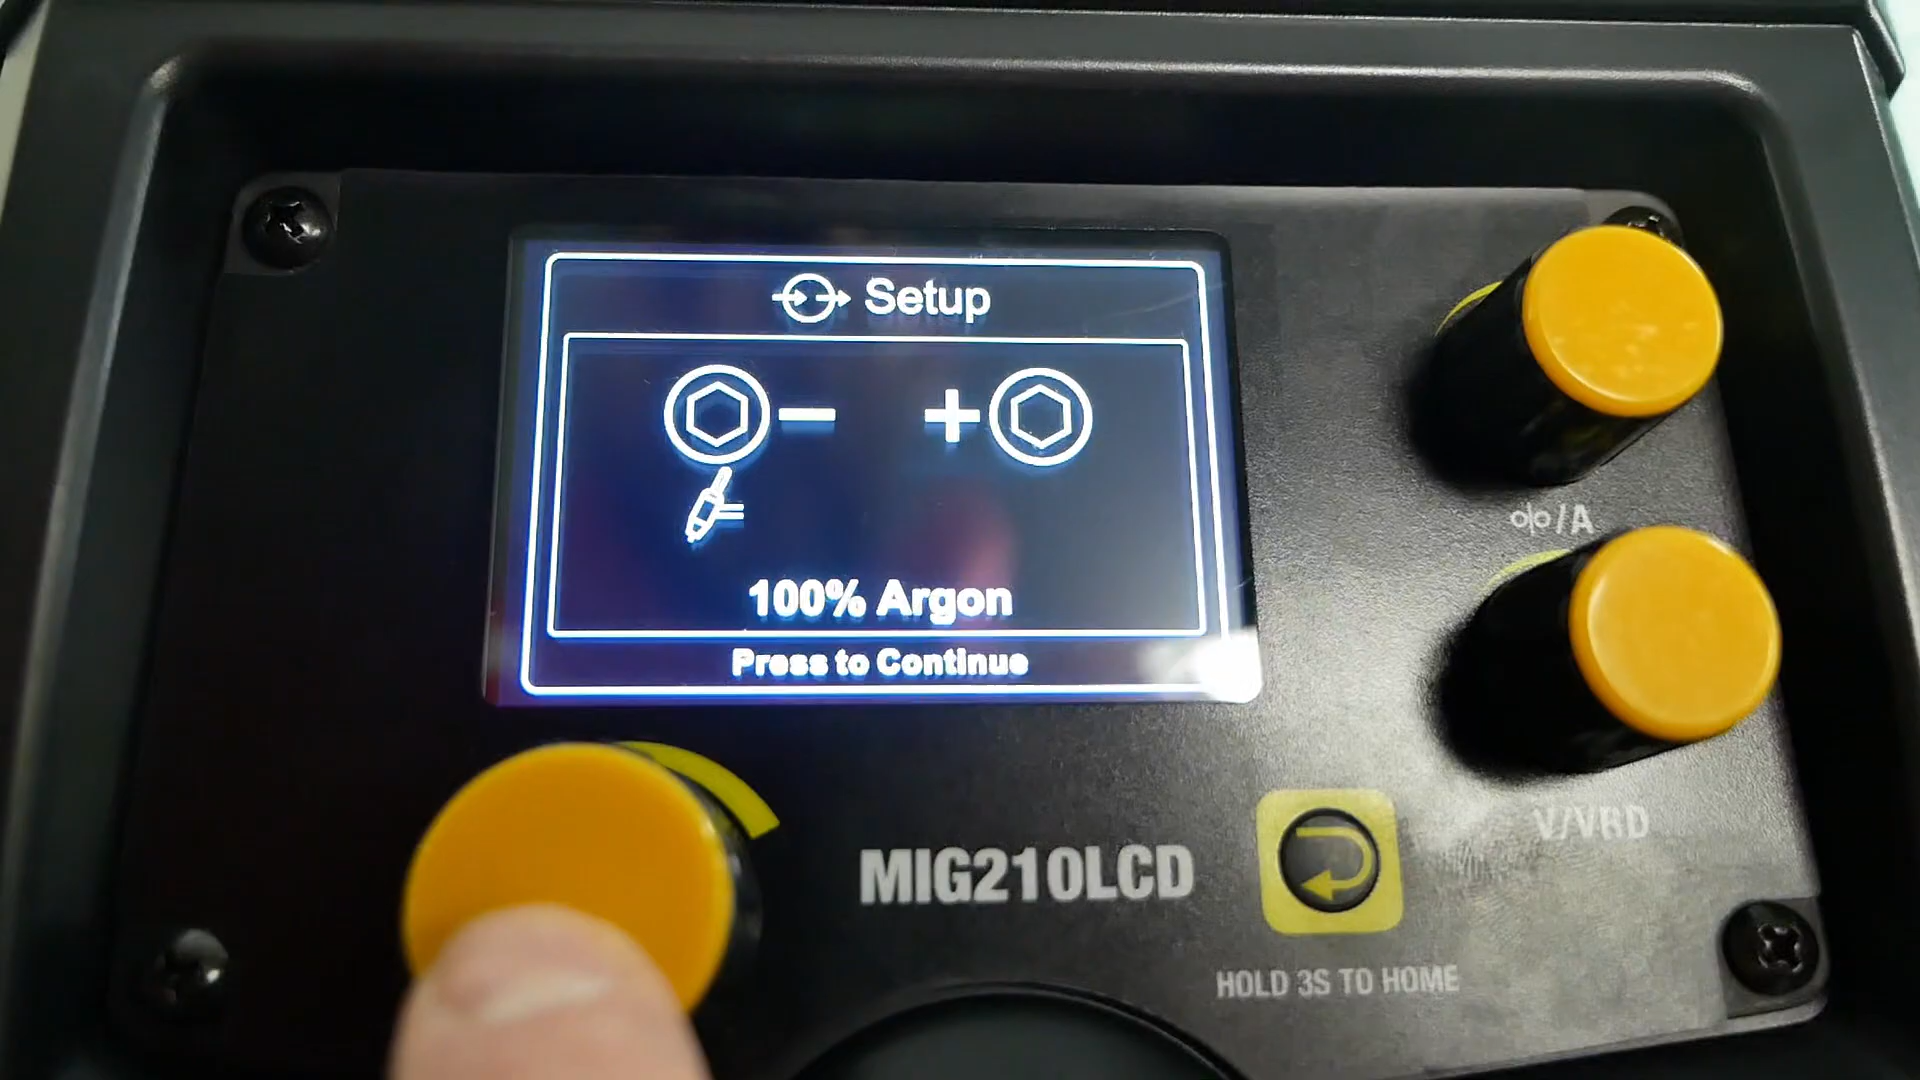 Setup
- +
100% Argon
Press to Continue
%/A
V/VRD
MIG210LCD
HOLD 3S TO HOME